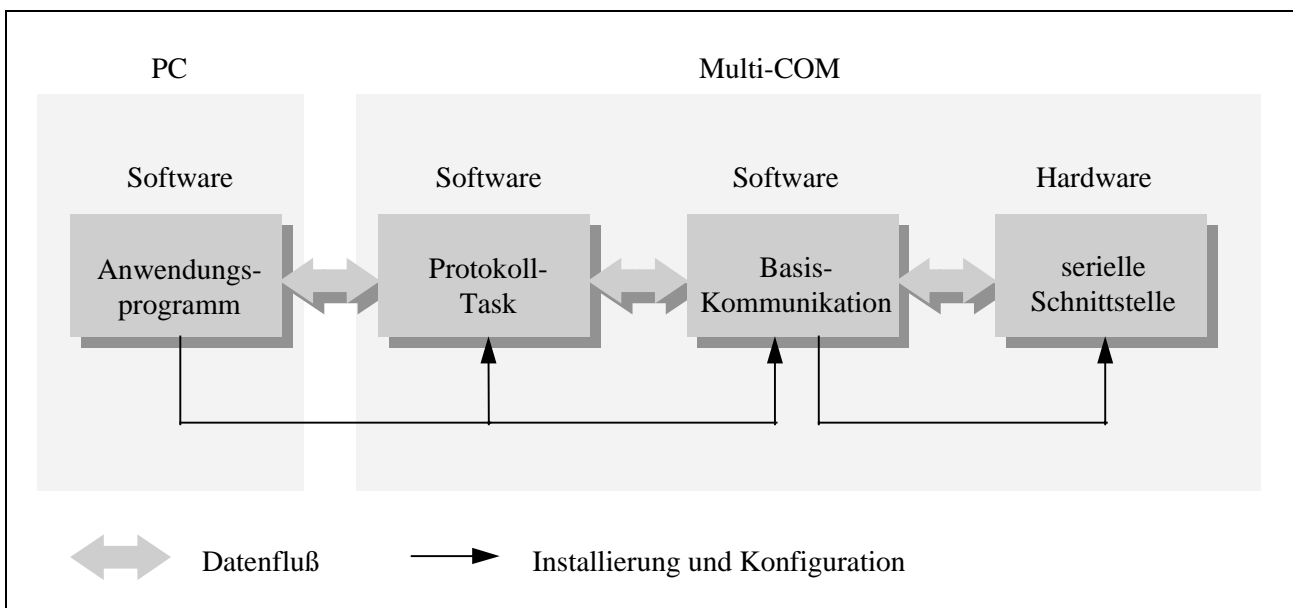 PC
Multi-COM
Software
Software
Software
Hardware
Anwendungs-
programm
Protokoll-
Task
Basis-
Kommunikation
serielle
Schnittstelle
Datenfluß
Installierung und Konfiguration